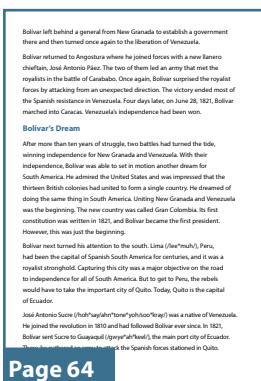 Bolívar left behind a general from New Granada to establish a government
there and then turned once again to the liberation of Venezuela.
Bolívar returned to Angostura where he joined forces with a new llanero
chieftain, José Antonio Páez. The two of them led an army that met the
royalists in the battle of Carabobo. Once again, Bolívar surprised the royalist
forces by attacking from an unexpected direction. The victory ended most of
the Spanish resistance in Venezuela. Four days later, on June 28, 1821, Bolívar
marched into Caracas. Venezuela's independence had been won.
Bolívar's Dream
After more than ten years of struggle, two battles had turned the tide,
winning independence for New Granada and Venezuela. With their
independence, Bolívar was able to set in motion another dream for
South America. He admired the United States and was impressed that the
thirteen British colonies had united to form a single country. He dreamed of
doing the same thing in South America. Uniting New Granada and Venezuela
was the beginning. The new country was called Gran Colombia. Its first
constitution was written in 1821, and Bolívar became the first president.
However, this was just the beginning.
Bolívar next turned his attention to the south. Lima (/lee*muh/), Peru,
had been the capital of Spanish South America for centuries, and it was a
royalist stronghold. Capturing this city was a major objective on the road
to independence for all of South America. But to get to Peru, the rebels
would have to take the important city of Quito. Today, Quito is the capital
of Ecuador.
José Antonio Sucre (/hoh*say/ahn*tone*yoh/soo*kray/) was a native of Venezuela.
He joined the revolution in 1810 and had followed Bolívar ever since. In 1821,
Bolívar sent Sucre to Guayaquil (/gwye*ah*keel/), the main port city of Ecuador.
attack the Spanish forces stationed in Quito.
Page 64